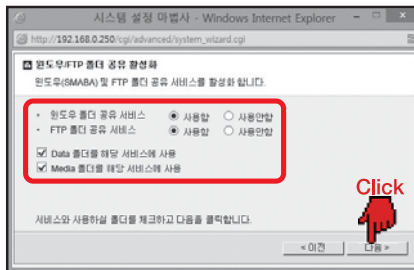 시스템 설정 마법사 - Windows Internet Explorer
http://192.168.0.250/cgi/advanced/system_wizard.cgi
윈도우/FTP 폴더 공유 활성화
윈도우(SMABA) 및 FTP 폴더 공유 서비스를 활성화 합니다.
· 윈도우 폴더 공유 서비스 사용함 사용안함
· FTP 폴더 공유 서비스 사용함 사용안함
Data 폴더를 해당 서비스에 사용
Media 폴더를 해당 서비스에 사용
Click
서비스와 사용하실 폴더를 체크하고 다음을 클릭합니다.
< 이전 다음 >